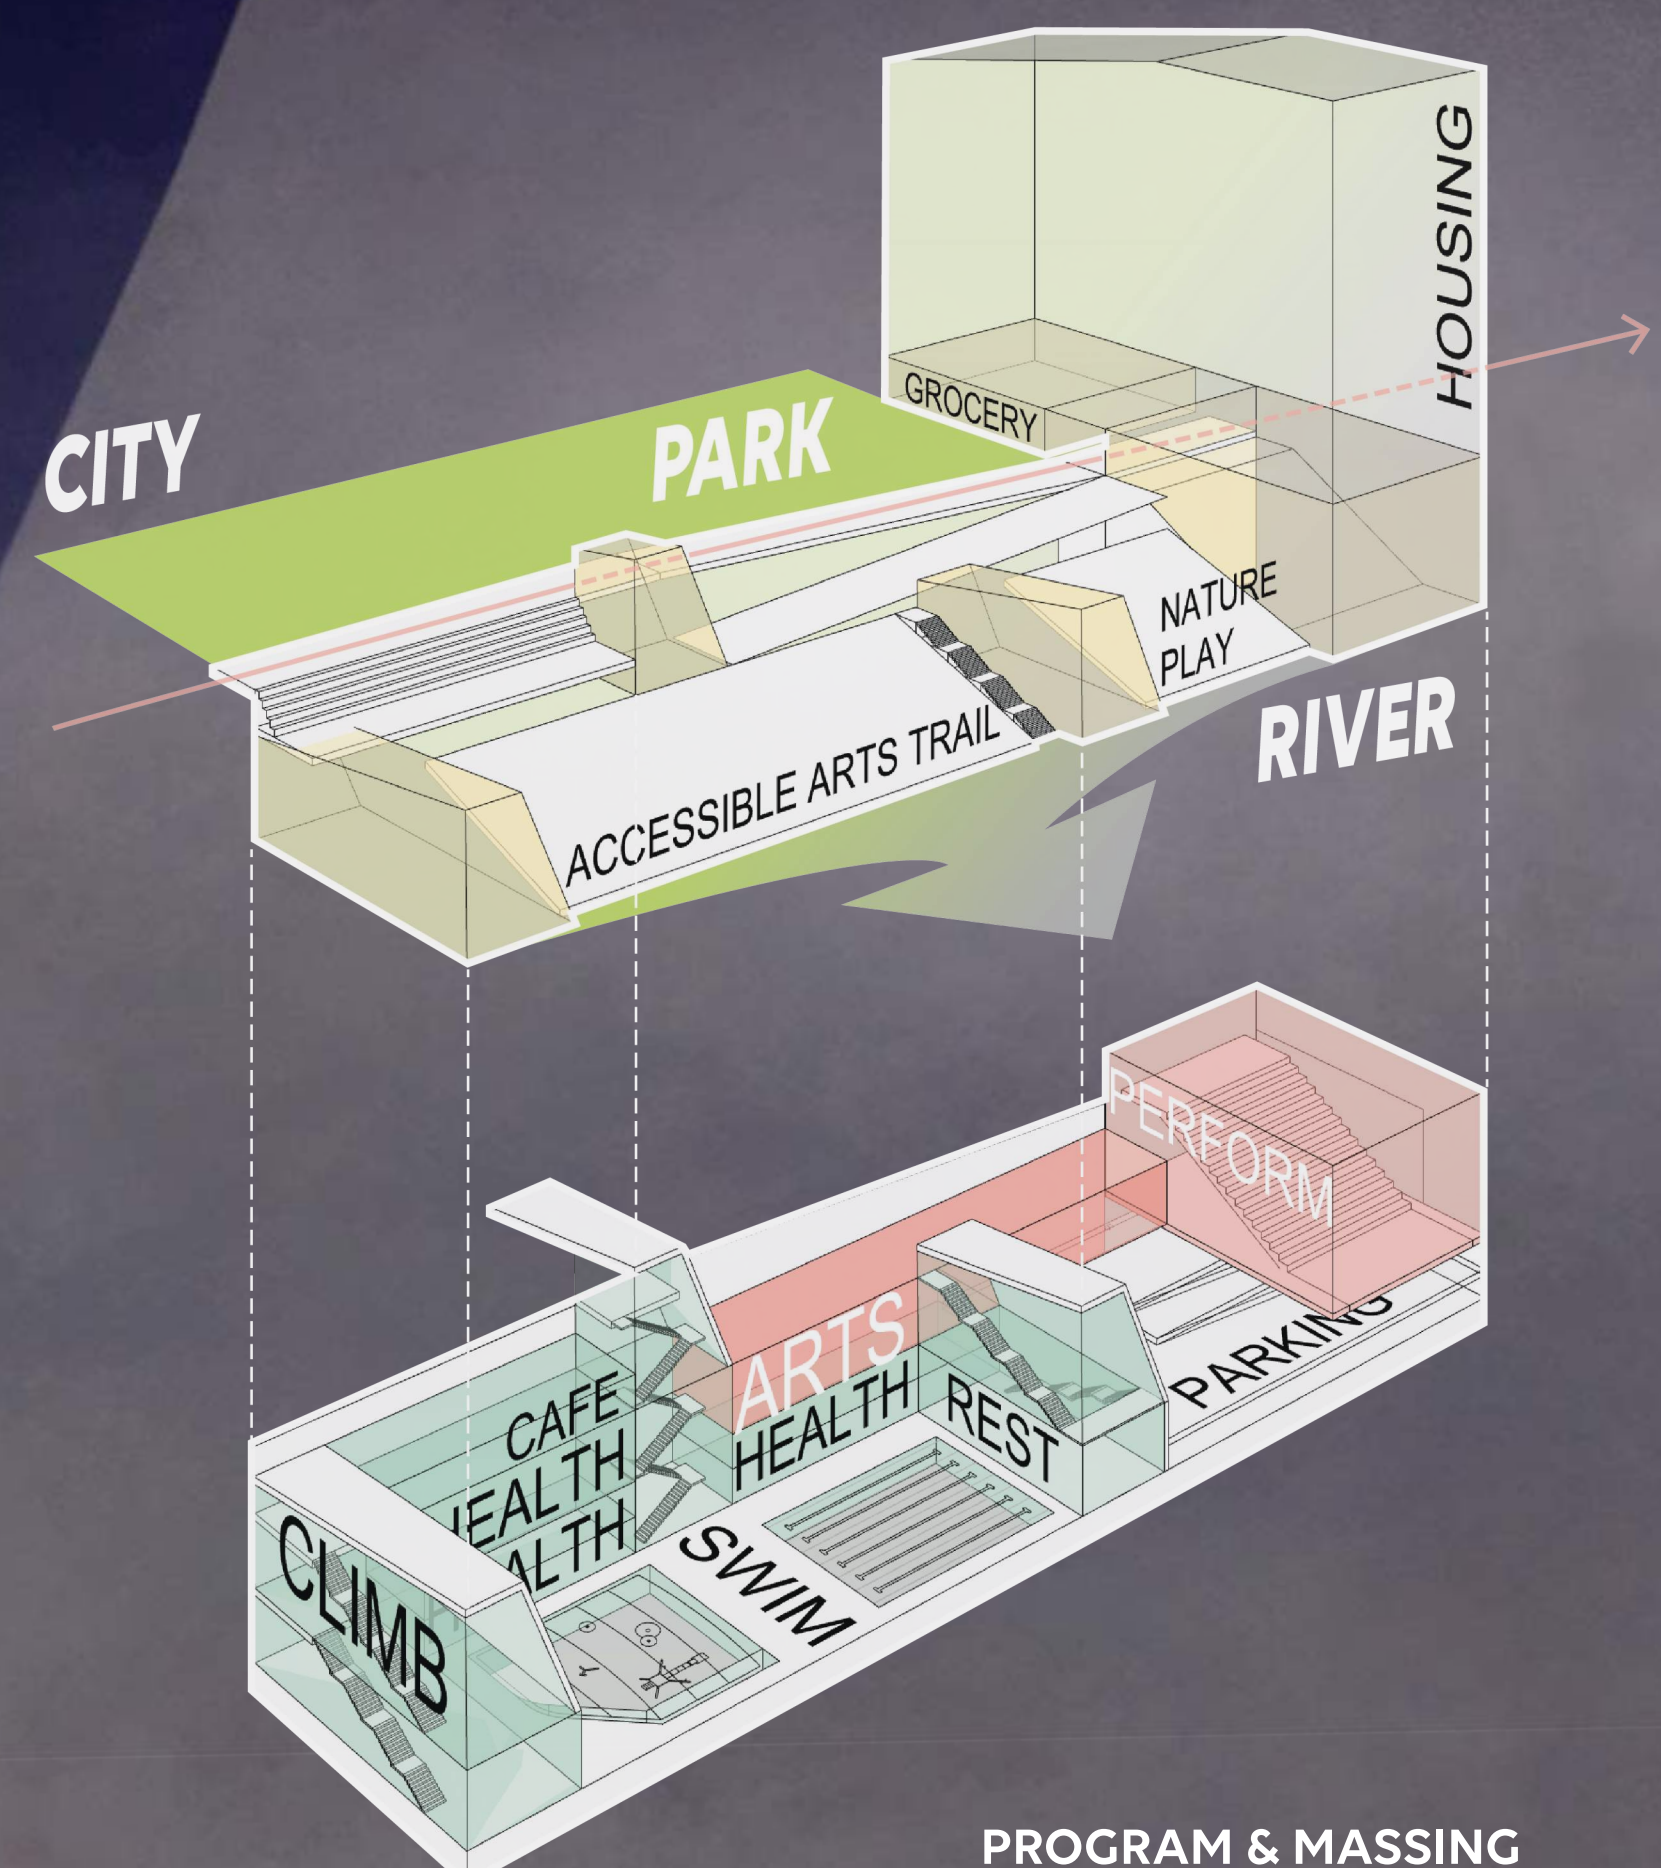 HOUSING
GROCERY
CITY
PARK
NATURE
PLAY
ACCESSIBLE ARTS TRAIL
RIVER
PERFORM
ARTS
PARKING
CAFE
HEALTH
HEALTH
REST
HEALTH
SWIM
CLIMB
PROGRAM & MASSING